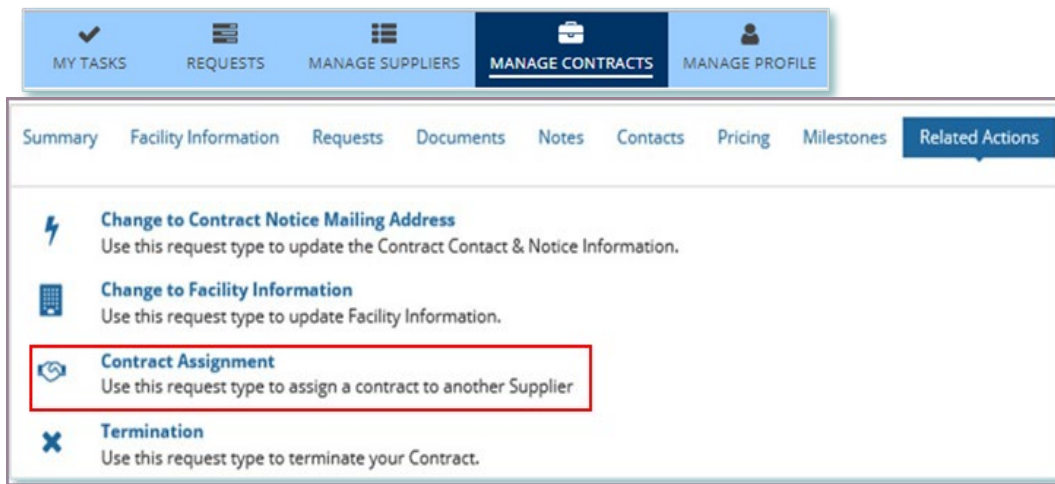 MY TASKS REQUESTS MANAGE SUPPLIERS MANAGE CONTRACTS MANAGE PROFILE
Summary Facility Information Requests Documents Notes Contacts Pricing Milestones Related Actions
Change to Contract Notice Mailing Address
Use this request type to update the Contract Contact & Notice Information.
Change to Facility Information
Use this request type to update Facility Information.
Contract Assignment
Use this request type to assign a contract to another Supplier
Termination
Use this request type to terminate your Contract.